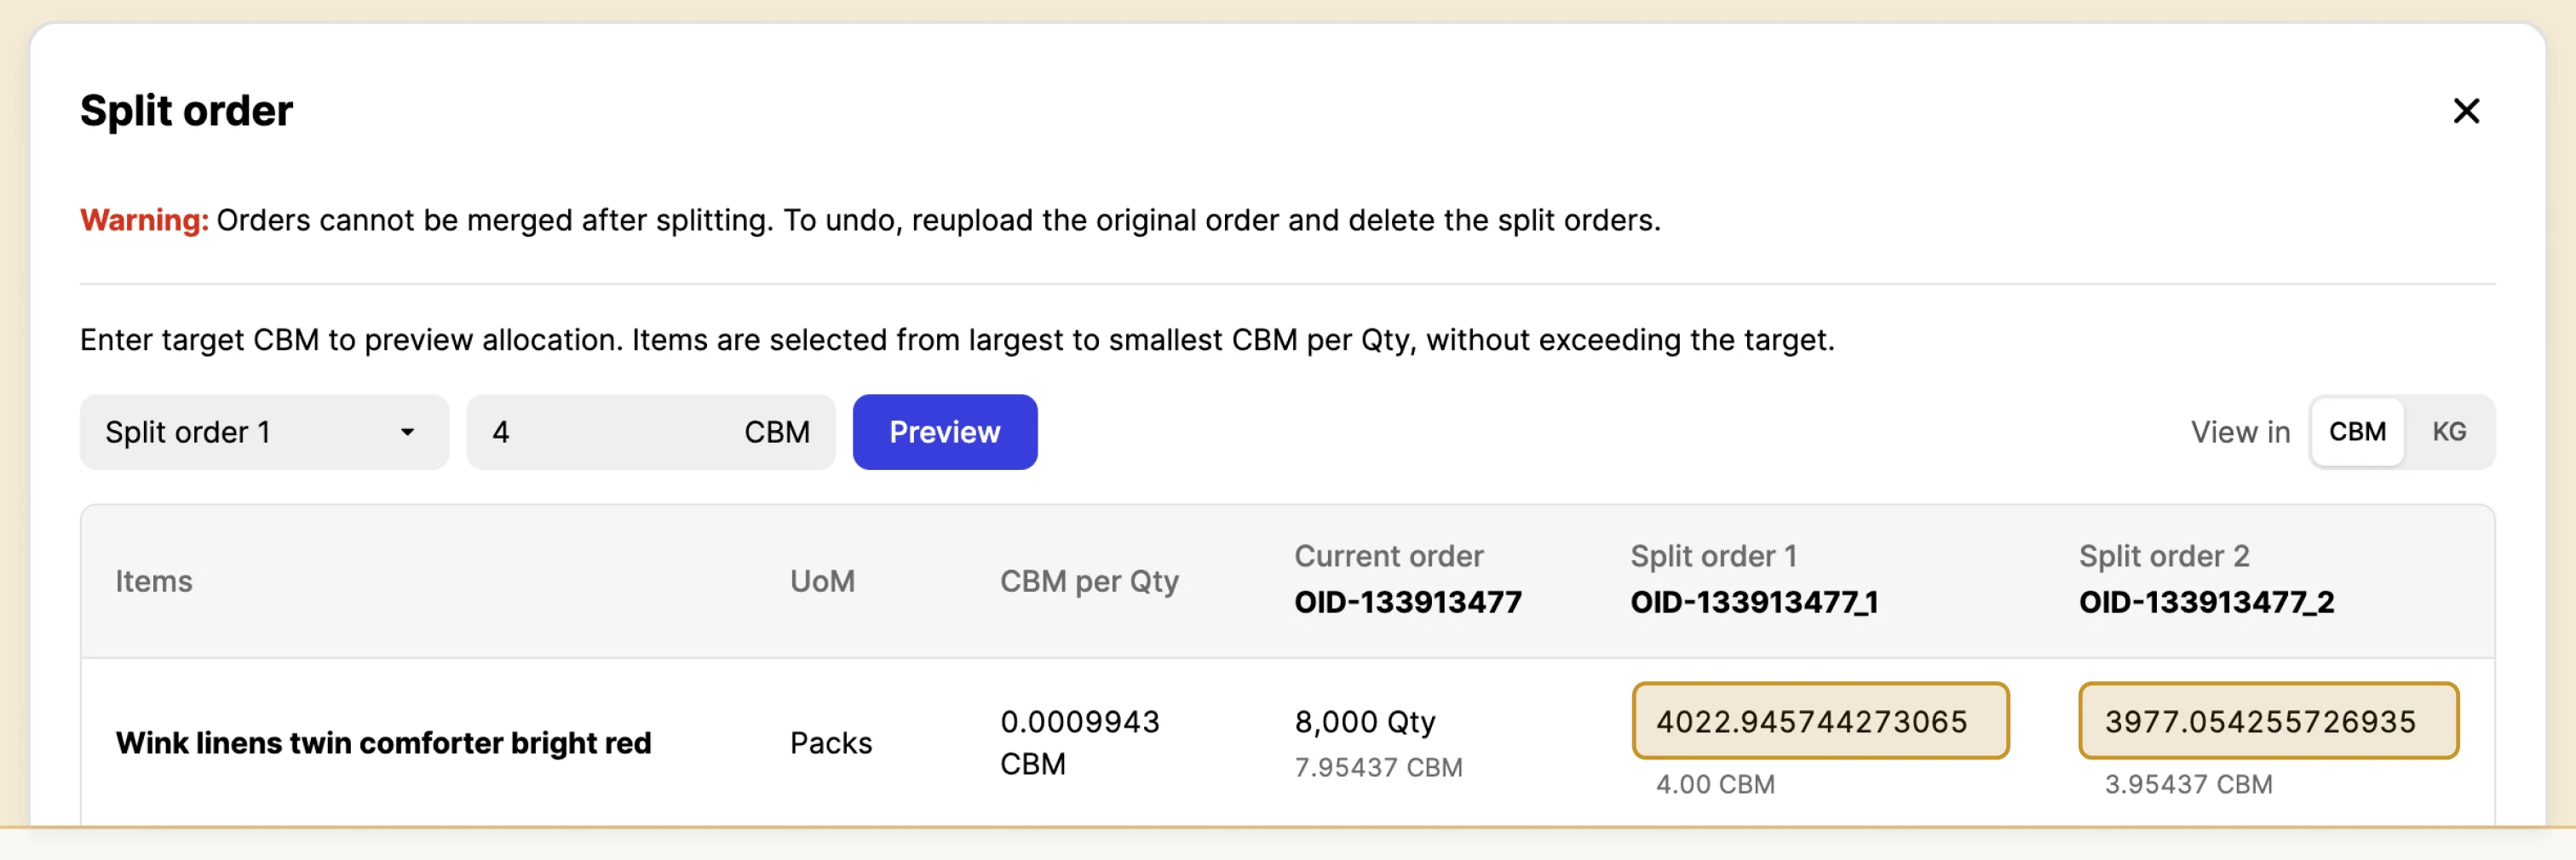 Split order
Warning: Orders cannot be merged after splitting. To undo, reupload the original order and delete the split orders.
Enter target CBM to preview allocation. Items are selected from largest to smallest CBM per Qty, without exceeding the target.
Split order 1
4 CBM
Preview
View in
CBM
KG
Items
UoM
CBM per Qty
Current order
OID-133913477
Split order 1
OID-133913477_1
Split order 2
OID-133913477_2
Wink linens twin comforter bright red
Packs
0.0009943
CBM
8,000 Qty
7.95437 CBM
4022.945744273065
4.00 CBM
3977.054255726935
3.95437 CBM